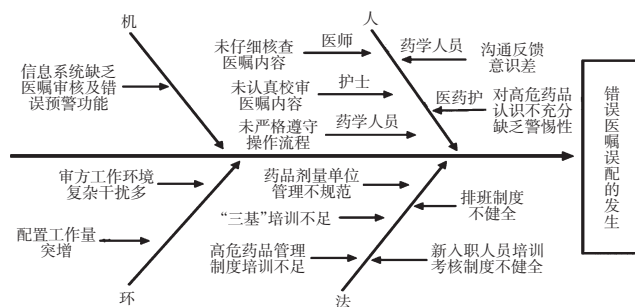 机
人
信息系统缺乏
医嘱审核及错
误预警功能
未仔细核查
医嘱内容
医师
药学人员
沟通反馈
意识差
未认真校审
医嘱内容
护士
医药护
对高危药品
认识不充分
缺乏警惕性
未严格遵守
操作流程
药学人员
错误医嘱误配的发生
审方工作环境
复杂干扰多
药品剂量单位
管理不规范
排班制度
不健全
“三基”培训不足
配置工作量
突增
高危药品管理
制度培训不足
新入职人员培训
考核制度不健全
环
法